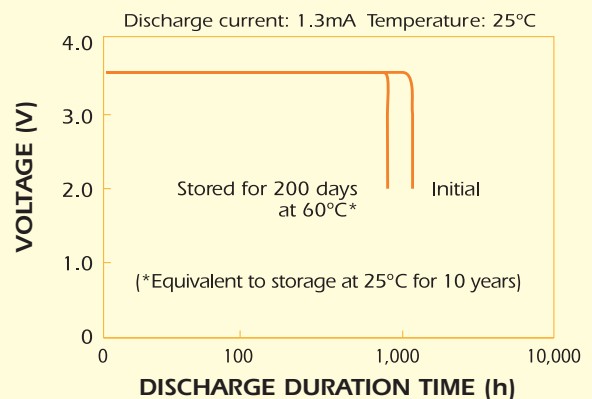 Discharge current: 1.3mA Temperature: 25°C
4.0
3.0
2.0
1.0
0
VOLTAGE (V)
Stored for 200 days
at 60°C*
Initial
(*Equivalent to storage at 25°C for 10 years)
0 100 1,000 10,000
DISCHARGE DURATION TIME (h)